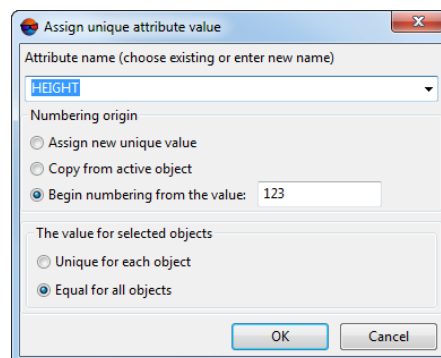 Assign unique attribute value
Attribute name (choose existing or enter new name)
HEIGHT
Numbering origin
Assign new unique value
Copy from active object
Begin numbering from the value: 123
The value for selected objects
Unique for each object
Equal for all objects
OK Cancel